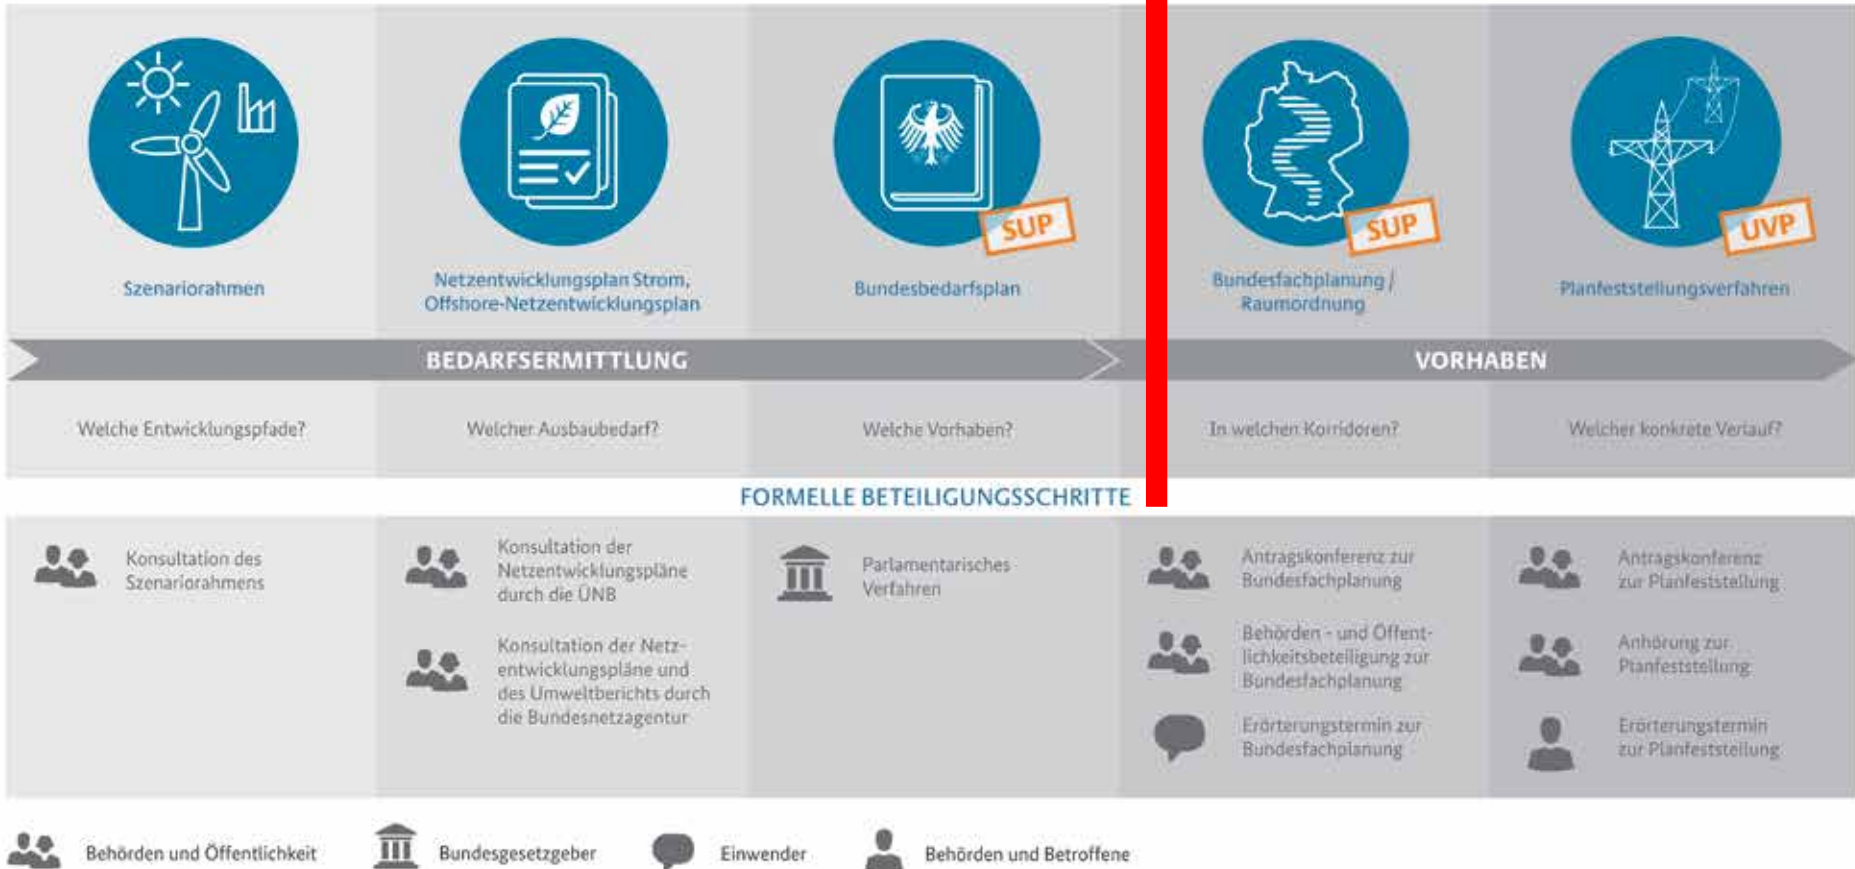 SUP
SUP
UVP
Szenariorahmen
Netzentwicklungsplan Strom,
Offshore-Netzentwicklungsplan
Bundesbedarfsplan
Bundesfachplanung /
Raumordnung
Planfeststellungsverfahren
BEDARFSERMITTLUNG
VORHABEN
Welche Entwicklungspfade?
Welcher Ausbaubedarf?
Welche Vorhaben?
In welchen Korridoren?
Welcher konkrete Verlauf?
FORMELLE BETEILIGUNGSSCHRITTE
Konsultation des
Szenariorahmens
Konsultation der
Netzentwicklungspläne
durch die ÜNB
Konsultation der Netz-
entwicklungspläne und
des Umweltberichts durch
die Bundesnetzagentur
Parlamentarisches
Verfahren
Antragskonferenz zur
Bundesfachplanung
Behörden - und Öffent-
lichkeitsbeteiligung zur
Bundesfachplanung
Erörterungstermin zur
Bundesfachplanung
Antragskonferenz
zur Planfeststellung
Anhörung zur
Planfeststellung
Erörterungstermin
zur Planfeststellung
Behörden und Öffentlichkeit
Bundesgesetzgeber
Einwender
Behörden und Betroffene